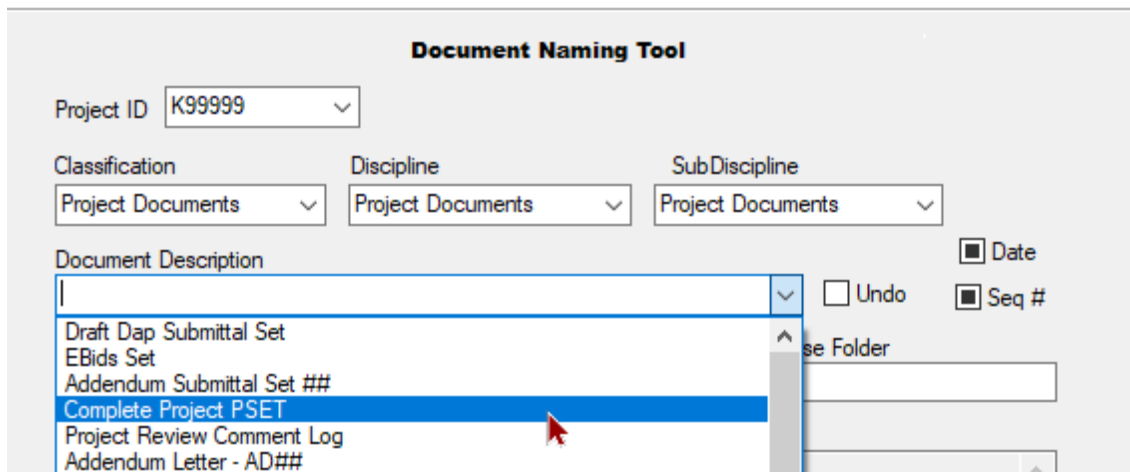 Document Naming Tool
Project ID K99999
Classification Discipline SubDiscipline
Project Documents Project Documents Project Documents
Date
Document Description
Undo Seq #
Draft Dap Submittal Set
EBids Set
Addendum Submittal Set ##
Complete Project PSET
Project Review Comment Log
Addendum Letter - AD##
Folder